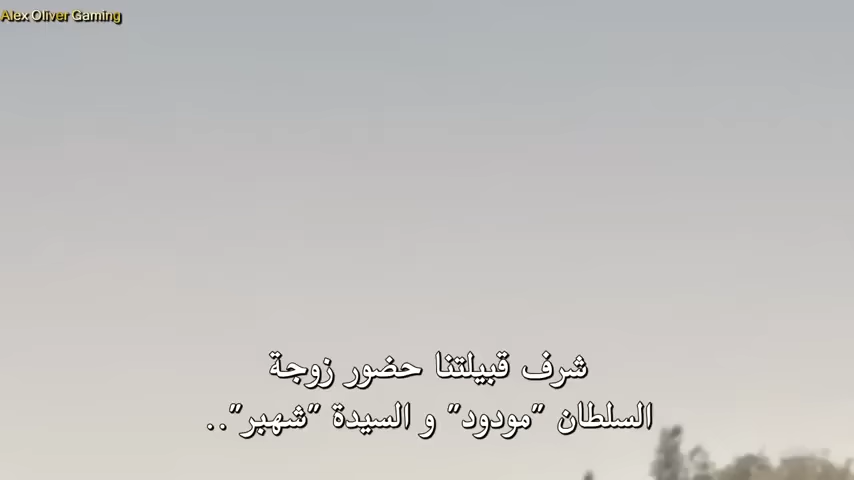 Alex Oliver Gaming
شرف قبيلتنا حضور زوجة
السلطان "مودود" و السيدة "شهبر"..